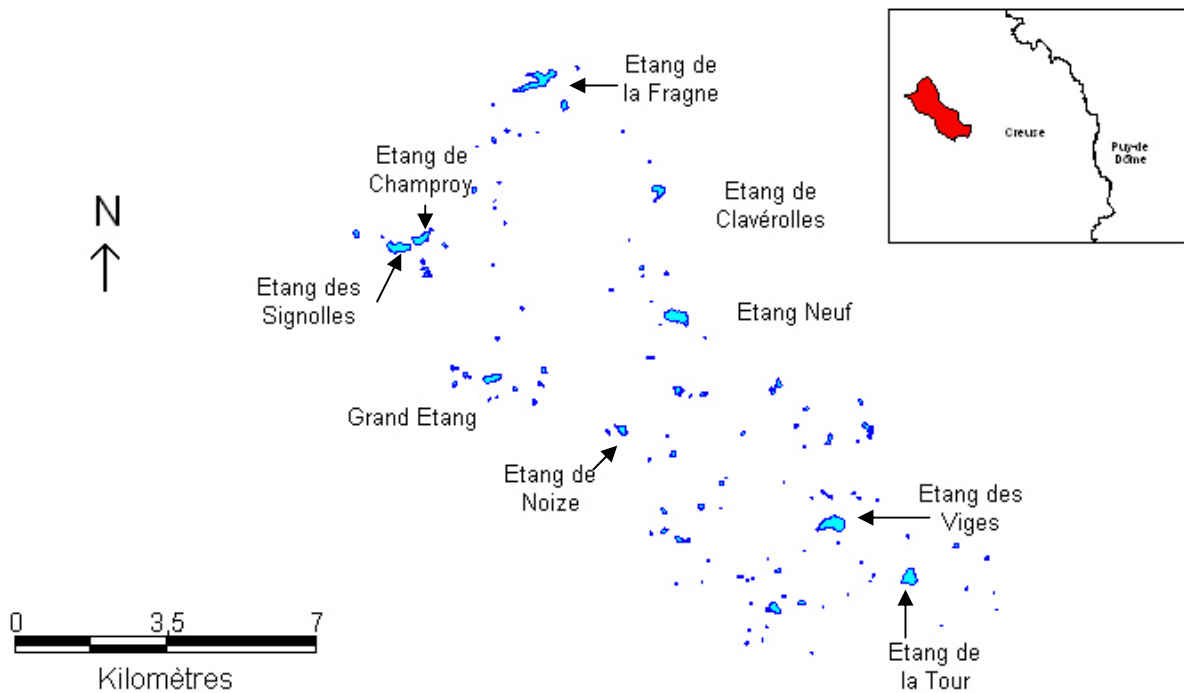 Etang de
la Fragne
Etang de
Champroy
Etang de
Clavérolles
N
Etang des
Signolles
Etang Neuf
Grand Etang
Etang de
Noize
Etang des
Viges
Etang de
la Tour
0 3,5 7
Kilomètres
Creuse
Puy-de
Dôme